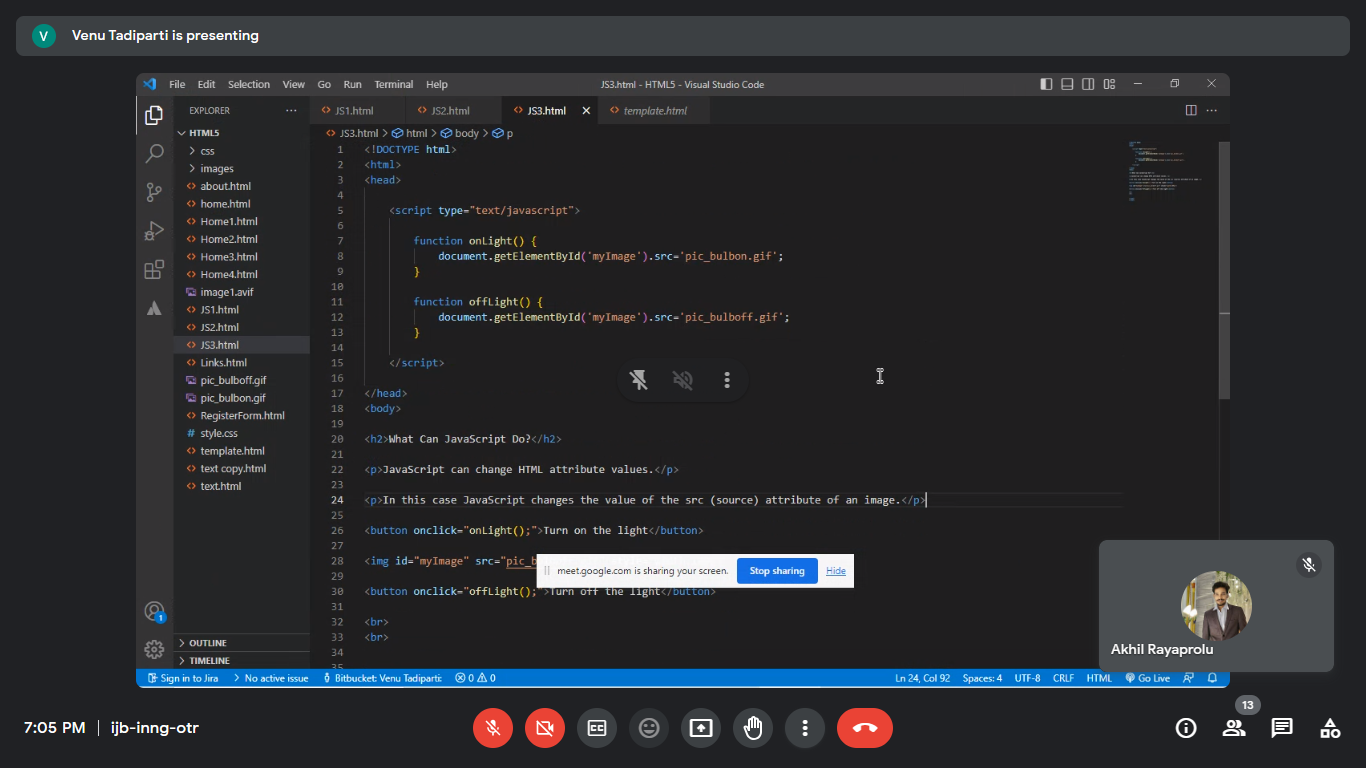 V Venu Tadiparti is presenting
File Edit Selection View Go Run Terminal Help JS3.html - HTML5 - Visual Studio Code
EXPLORER ···
JS1.html JS2.html JS3.html template.html
HTML5
css
images
about.html
home.html
Home1.html
Home2.html
Home3.html
Home4.html
image1.avif
JS1.html
JS2.html
JS3.html
Links.html
pic_bulboff.gif
pic_bulbon.gif
RegisterForm.html
style.css
template.html
text copy.html
text.html
OUTLINE
TIMELINE
JS3.html > html > body > p
1 <!DOCTYPE html>
2 <html>
3 <head>
4
5 <script type="text/javascript">
6
7 function onLight() {
8 document.getElementById('myImage').src='pic_bulbon.gif';
9 }
10
11 function offLight() {
12 document.getElementById('myImage').src='pic_bulboff.gif';
13 }
14
15 </script>
16
17 </head>
18 <body>
19
20 <h2>What Can JavaScript Do?</h2>
21
22 <p>JavaScript can change HTML attribute values.</p>
23
24 <p>In this case JavaScript changes the value of the src (source) attribute of an image.</p>
25
26 <button onclick="onLight();">Turn on the light</button>
27
28 <img id="myImage" src="pic_b
29
30 <button onclick="offLight();">Turn off the light</button>
31
32 <br>
33 <br>
34
35
meet.google.com is sharing your screen. Stop sharing Hide
Akhil Rayaprolu
1
Sign in to Jira No active issue Bitbucket: Venu Tadiparti: 0 0 Ln 24, Col 92 Spaces: 4 UTF-8 CRLF HTML Go Live
7:05 PM | ijb-inng-otr
13